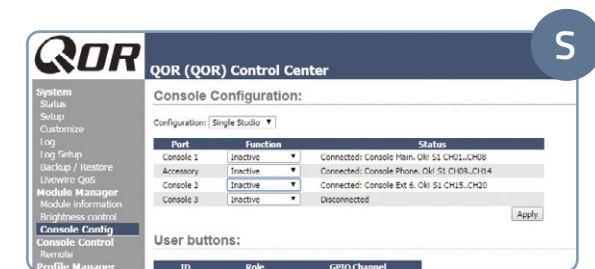 S
QOR
QOR (QOR) Control Center
System
Status
Setup
Customize
Log
Log Setup
Backup / Restore
Livewire QoS
Module Manager
Module information
Brightness control
Console Config
Console Control
Remote
Profile Manager
Console Configuration:
Configuration: Single Studio
Port Function Status
Console 1 Inactive Connected: Console Main. Ok! S1 CH01..CH08
Accessory Inactive Connected: Console Phone. Ok! S1 CH09..CH14
Console 2 Inactive Connected: Console Ext 6. Ok! S1 CH15..CH20
Console 3 Inactive Disconnected
Apply
User buttons:
ID Role GPIO Channel